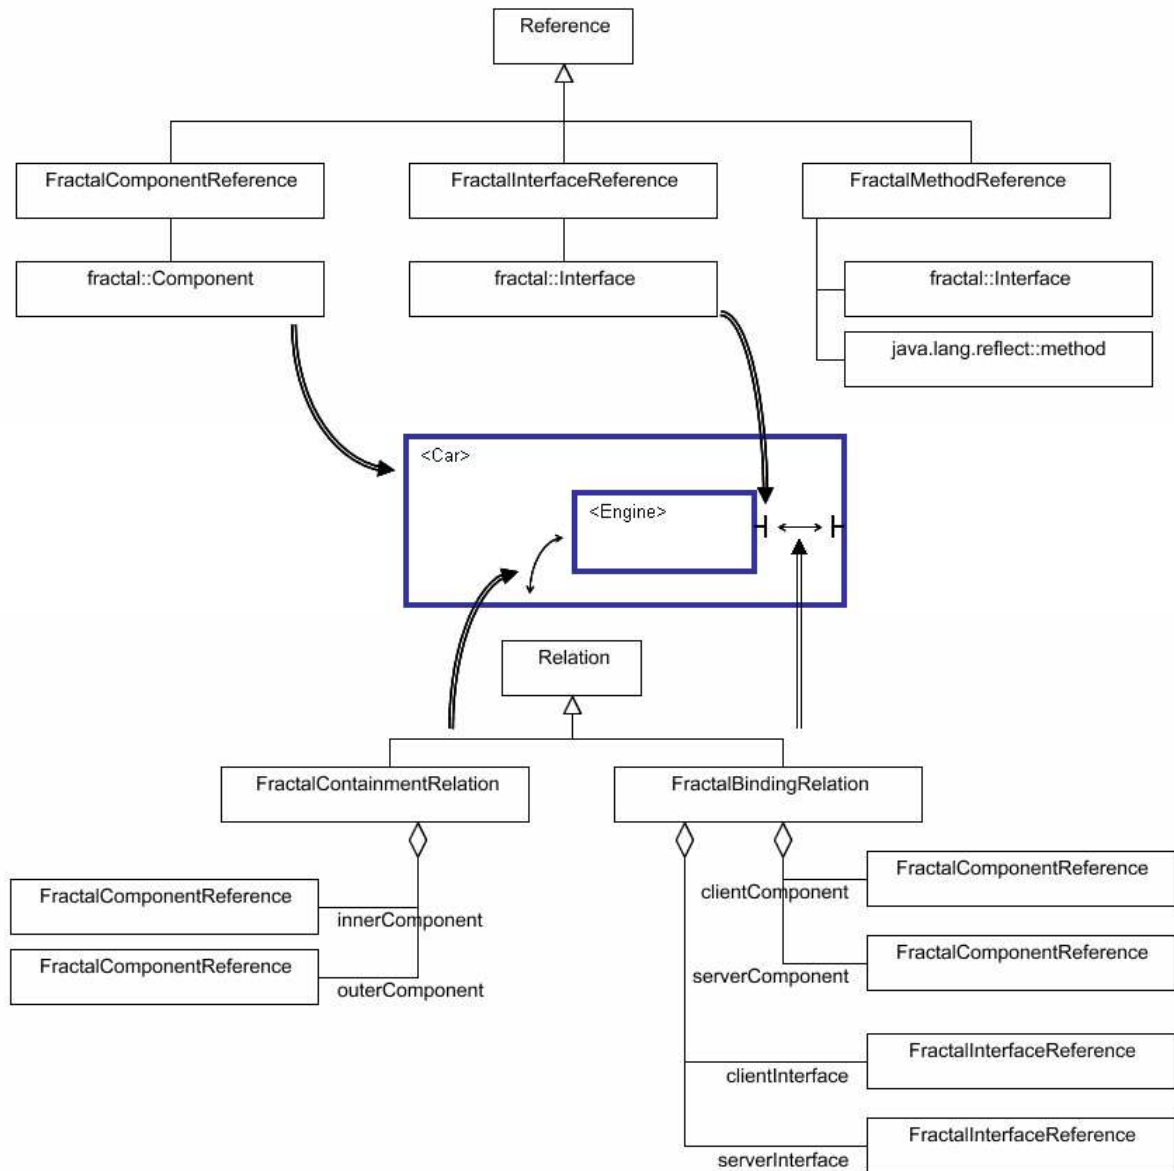 Reference
FractalComponentReference
FractalInterfaceReference
FractalMethodReference
fractal::Component
fractal::Interface
fractal::Interface
java.lang.reflect::method
<Car>
<Engine>
Relation
FractalContainmentRelation
FractalBindingRelation
FractalComponentReference
clientComponent
FractalComponentReference
innerComponent
FractalComponentReference
serverComponent
FractalComponentReference
outerComponent
FractalInterfaceReference
clientInterface
FractalInterfaceReference
serverInterface